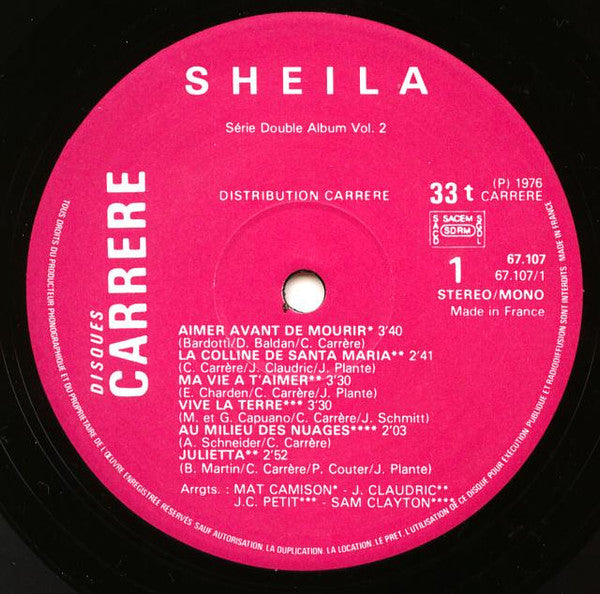 SHEILA
Série Double Album Vol. 2
DISTRIBUTION CARRERE
33 t
(P) 1976
CARRERE
SACEM
SDRM
SACD
SGDL
1
67.107
67.107/1
STEREO/MONO
Made in France
DISQUES
CARRERE
AIMER AVANT DE MOURIR* 3'40
(Bardotti/D. Baldan/C. Carrère)
LA COLLINE DE SANTA MARIA** 2'41
(C. Carrère/J. Claudric/J. Plante)
MA VIE A T'AIMER** 3'30
(E. Charden/C. Carrère/J. Plante)
VIVE LA TERRE*** 3'30
(M. et G. Capuano/C. Carrère/J. Schmitt)
AU MILIEU DES NUAGES**** 2'03
(A. Schneider/C. Carrère)
JULIETTA** 2'52
(B. Martin/C. Carrère/P. Couter/J. Plante)
Arrgts. : MAT CAMISON* - J. CLAUDRIC**
J.C. PETIT*** - SAM CLAYTON****
TOUS DROITS DU PRODUCTEUR PHONOGRAPHIQUE ET DU PROPRIETAIRE DE L'ŒUVRE ENREGISTREE RESERVES. SAUF AUTORISATION, LA DUPLICATION, LA LOCATION, LE PRET, L'UTILISATION DE CE DISQUE POUR EXECUTION PUBLIQUE ET RADIODIFFUSION SONT INTERDITS. MADE IN FRANCE